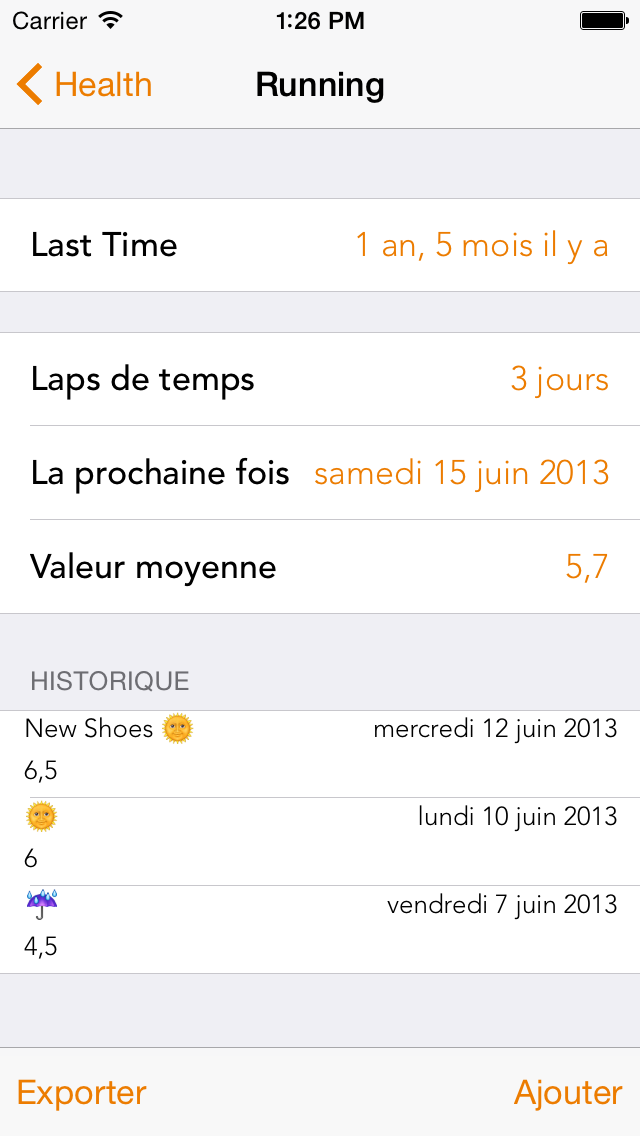 Carrier 1:26 PM
Health Running
Last Time 1 an, 5 mois il y a
Laps de temps 3 jours
La prochaine fois samedi 15 juin 2013
Valeur moyenne 5,7
HISTORIQUE
New Shoes 🌞 mercredi 12 juin 2013
6,5
🌞 lundi 10 juin 2013
6
☔ vendredi 7 juin 2013
4,5
Exporter Ajouter